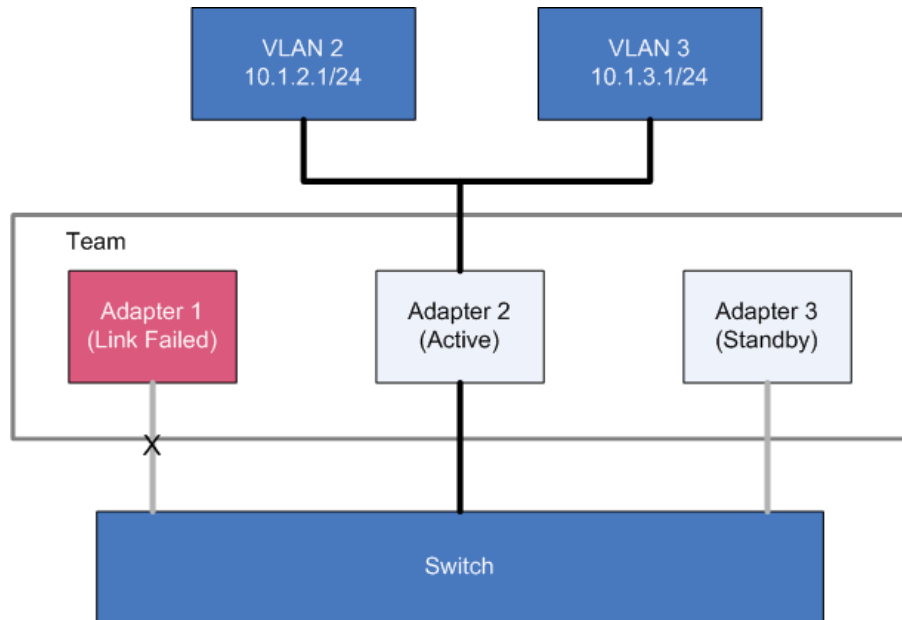 VLAN 2
10.1.2.1/24
VLAN 3
10.1.3.1/24
Team
Adapter 1
(Link Failed)
Adapter 2
(Active)
Adapter 3
(Standby)
X
Switch